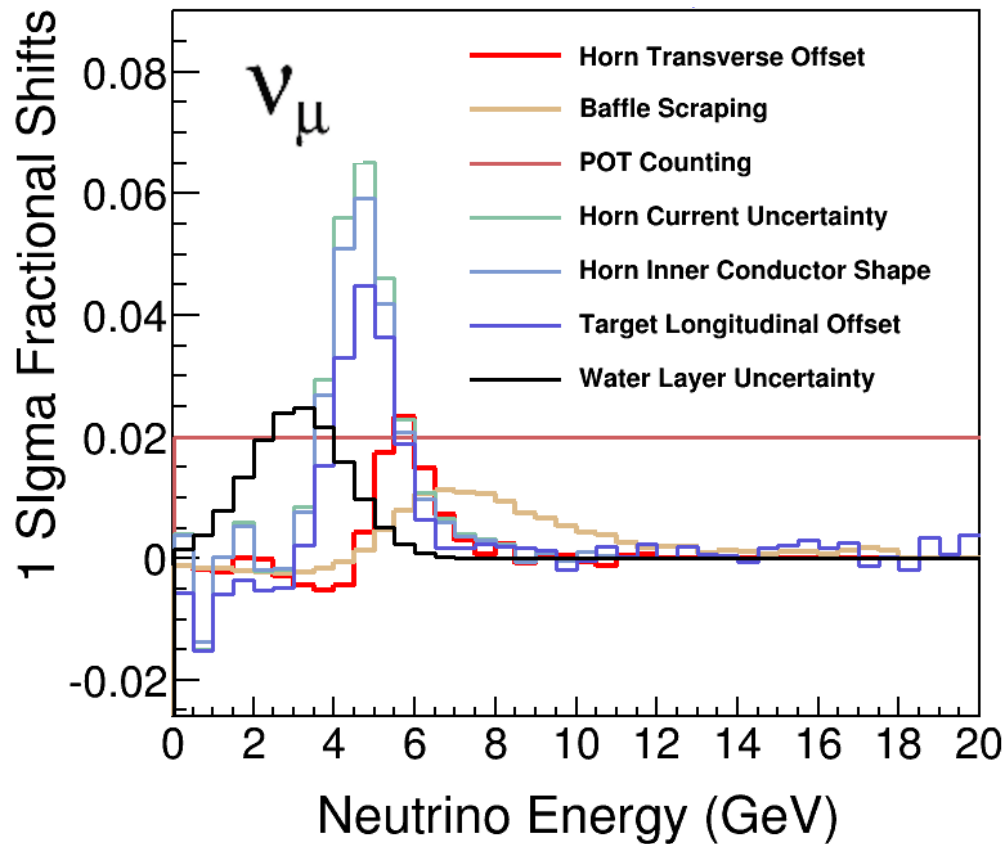 1 SIgma Fractional Shifts
0.08
0.06
0.04
0.02
0
-0.02
νμ
Horn Transverse Offset
Baffle Scraping
POT Counting
Horn Current Uncertainty
Horn Inner Conductor Shape
Target Longitudinal Offset
Water Layer Uncertainty
0 2 4 6 8 10 12 14 16 18 20
Neutrino Energy (GeV)